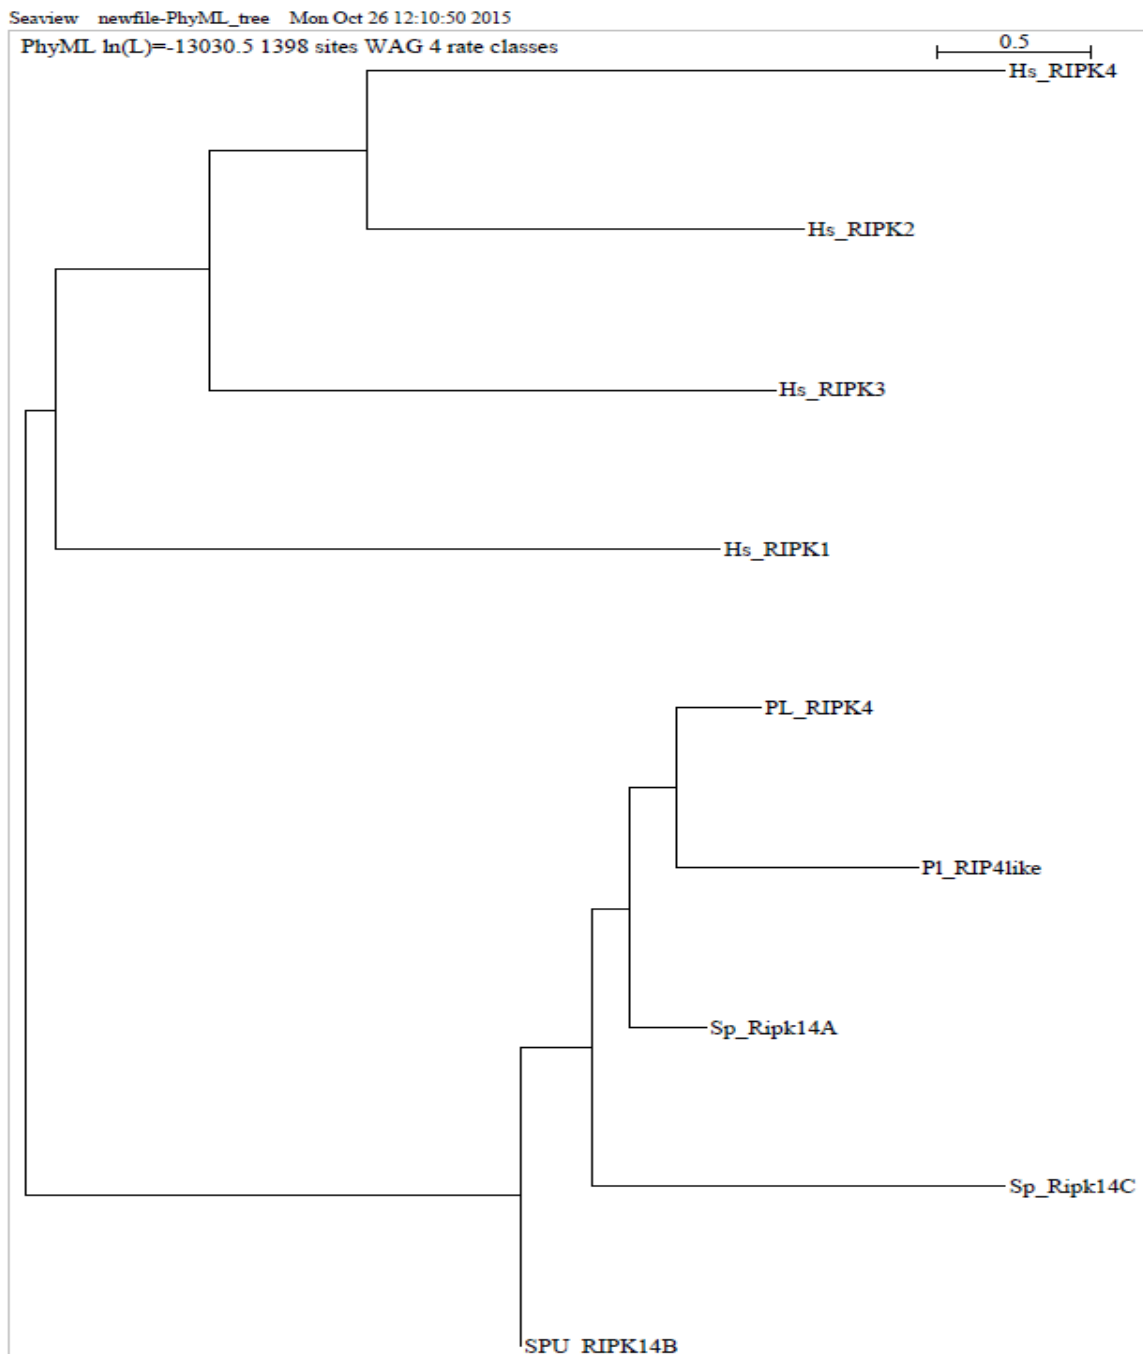 Seaview newfile-PhyML_tree Mon Oct 26 12:10:50 2015
PhyML ln(L)=-13030.5 1398 sites WAG 4 rate classes
0.5
Hs_RIPK4
Hs_RIPK2
Hs_RIPK3
Hs_RIPK1
PL_RIPK4
Pl_RIP4like
Sp_Ripk14A
Sp_Ripk14C
SPU_RIPK14B